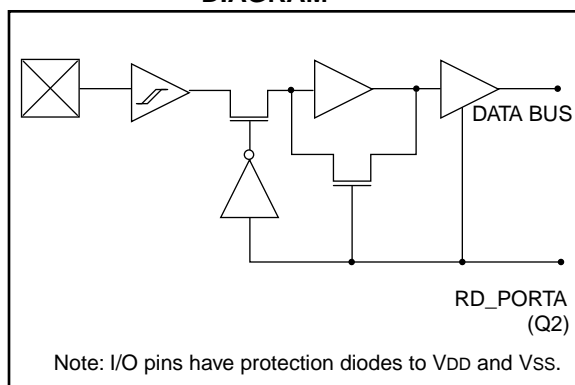 DIAGRAM
DATA BUS
RD_PORTA
(Q2)
Note: I/O pins have protection diodes to VDD and VSS.